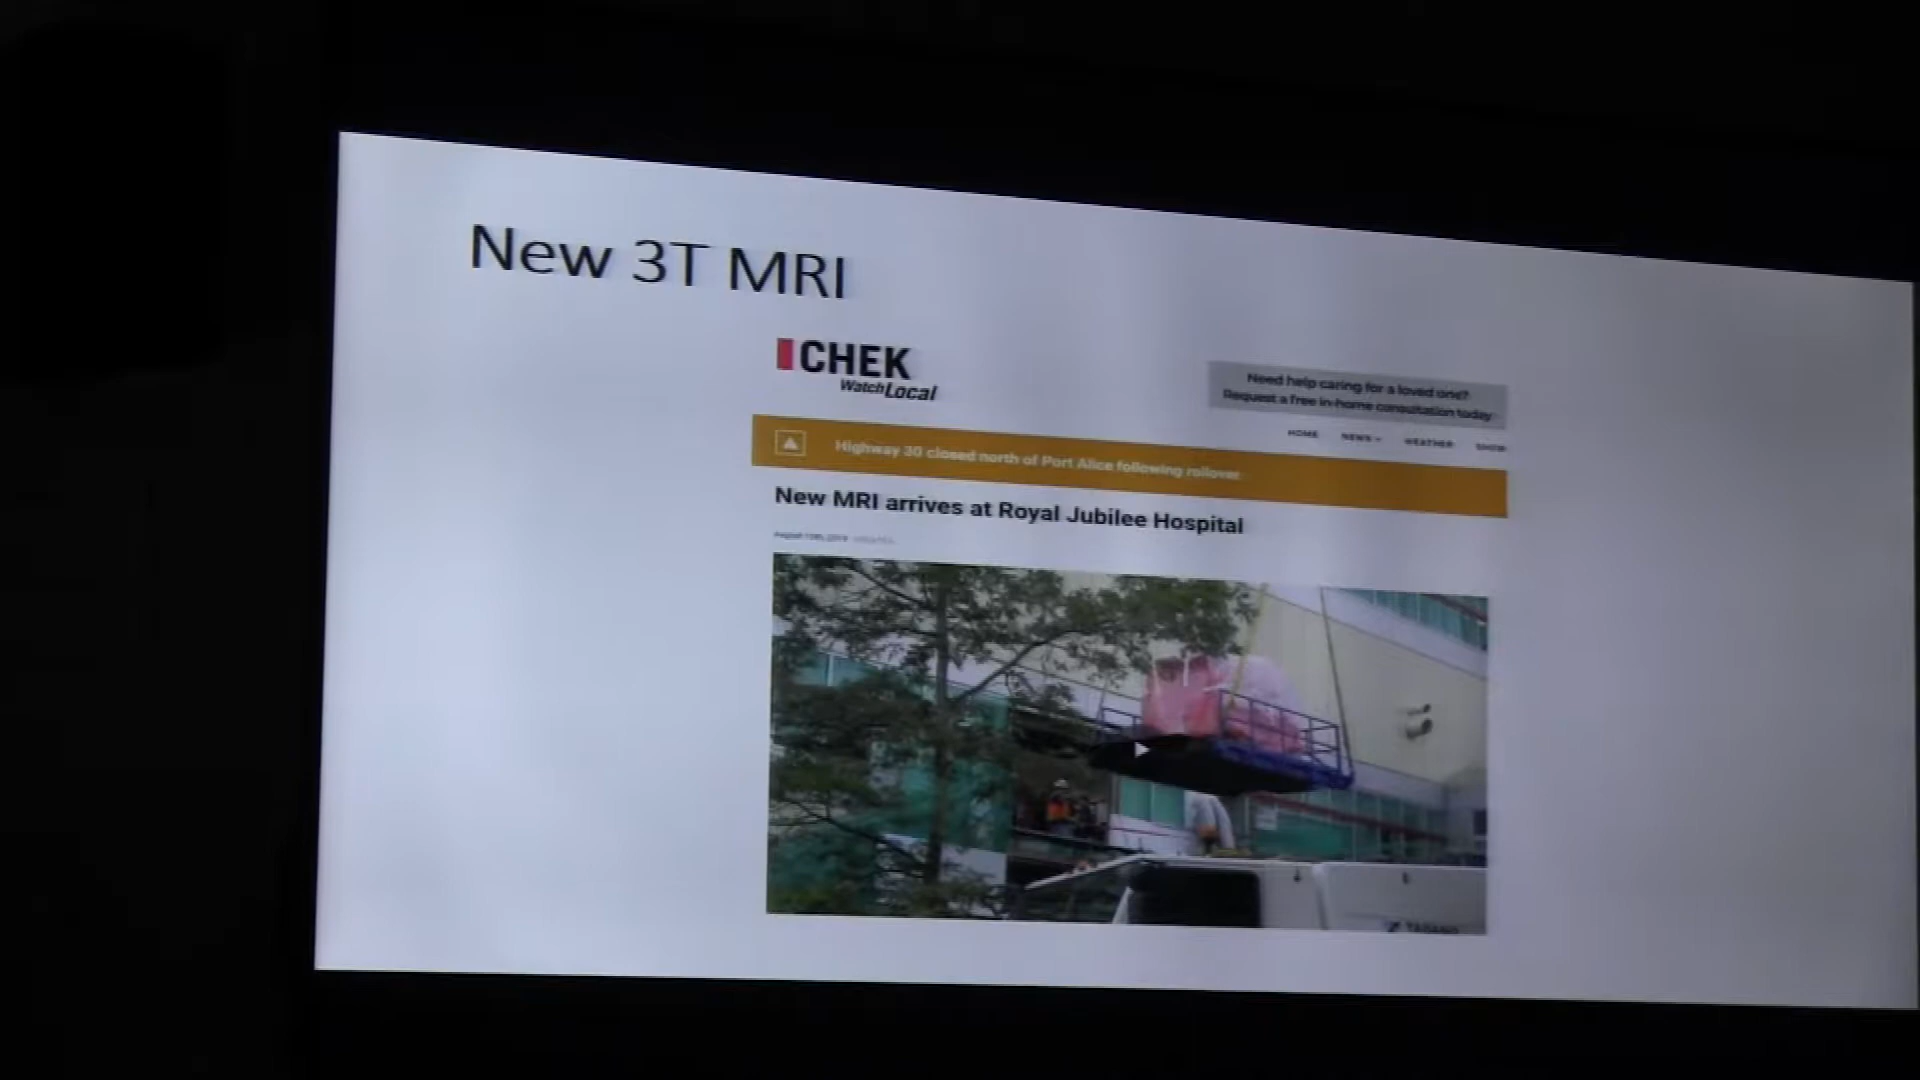 New 3T MRI
CHEK
Watch Local
Need help caring for a loved one?
Request a free in-home consultation today
HOME NEWS WEATHER SHOW
Highway 30 closed north of Port Alice following rollover
New MRI arrives at Royal Jubilee Hospital